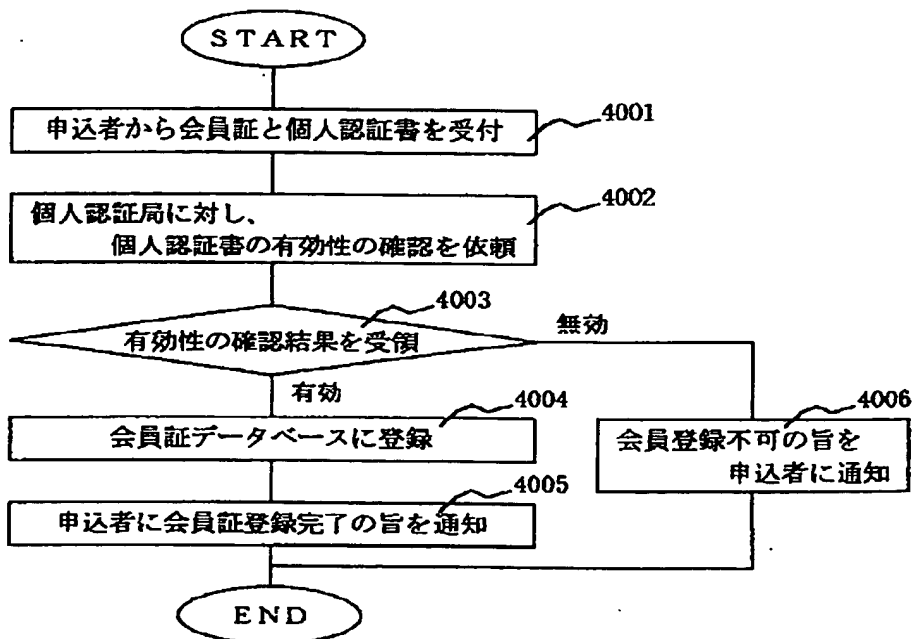 START
申込者から会員証と個人認証書を受付
4001
個人認証局に対し、
個人認証書の有効性の確認を依頼
4002
有効性の確認結果を受領
4003
無効
有効
会員証データベースに登録
4004
会員登録不可の旨を
申込者に通知
4006
申込者に会員証登録完了の旨を通知
4005
END